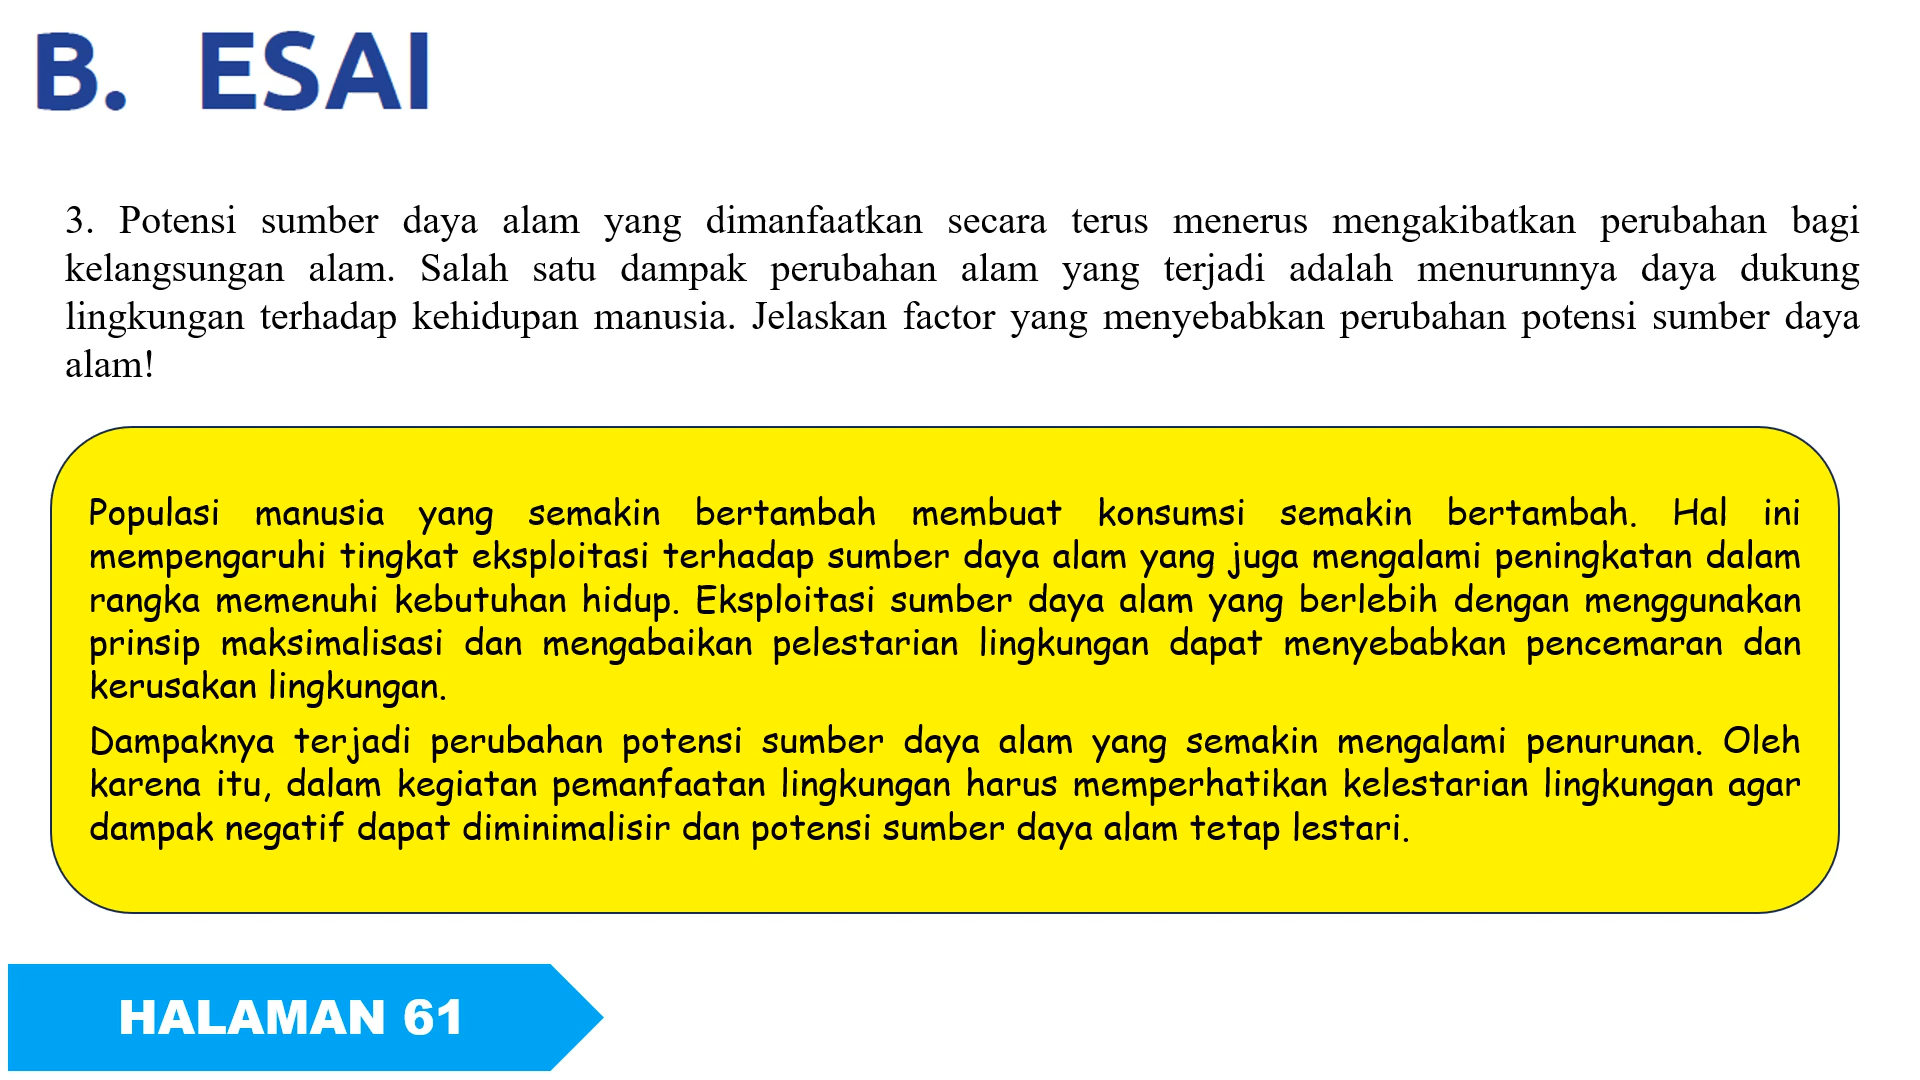 B. ESAI
3. Potensi sumber daya alam yang dimanfaatkan secara terus menerus mengakibatkan perubahan bagi
kelangsungan alam. Salah satu dampak perubahan alam yang terjadi adalah menurunnya daya dukung
lingkungan terhadap kehidupan manusia. Jelaskan factor yang menyebabkan perubahan potensi sumber daya
alam!
Populasi manusia yang semakin bertambah membuat konsumsi semakin bertambah. Hal ini
mempengaruhi tingkat eksploitasi terhadap sumber daya alam yang juga mengalami peningkatan dalam
rangka memenuhi kebutuhan hidup. Eksploitasi sumber daya alam yang berlebih dengan menggunakan
prinsip maksimalisasi dan mengabaikan pelestarian lingkungan dapat menyebabkan pencemaran dan
kerusakan lingkungan.
Dampaknya terjadi perubahan potensi sumber daya alam yang semakin mengalami penurunan. Oleh
karena itu, dalam kegiatan pemanfaatan lingkungan harus memperhatikan kelestarian lingkungan agar
dampak negatif dapat diminimalisir dan potensi sumber daya alam tetap lestari.
HALAMAN 61